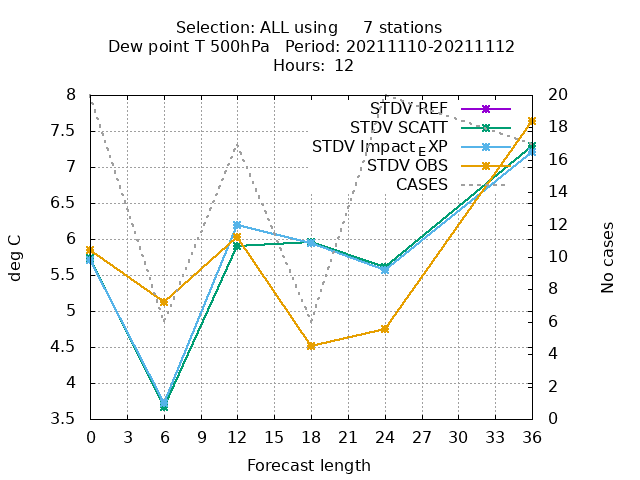 Selection: ALL using     7 stations
Dew point T 500hPa   Period: 20211110-20211112
Hours: 12
STDV REF
STDV SCATT
STDV Impact_EXP
STDV OBS
CASES
8
7.5
7
6.5
6
5.5
5
4.5
4
3.5
deg C
20
18
16
14
12
10
8
6
4
2
0
No cases
0 3 6 9 12 15 18 21 24 27 30 33 36
Forecast length